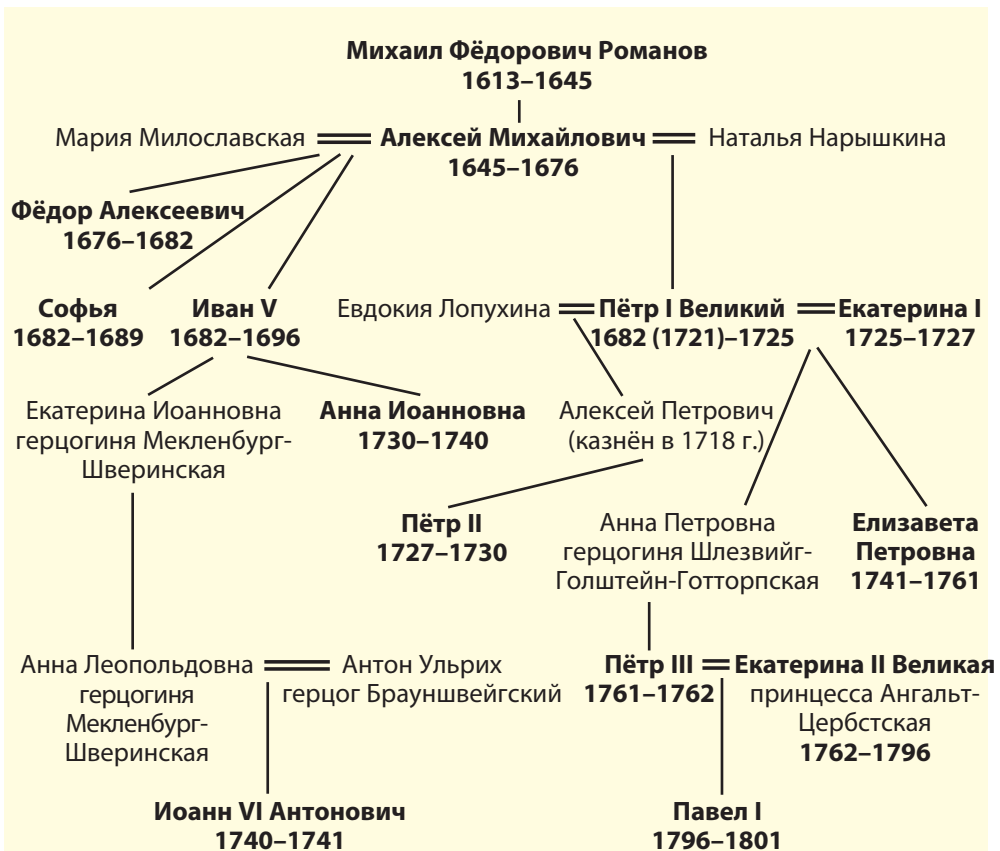 Михаил Фёдорович Романов
1613–1645
Мария Милославская
Алексей Михайлович
1645–1676
Наталья Нарышкина
Фёдор Алексеевич
1676–1682
Софья
1682–1689
Иван V
1682–1696
Евдокия Лопухина
Пётр I Великий
1682 (1721)–1725
Екатерина I
1725–1727
Екатерина Иоанновна
герцогиня Мекленбург-
Шверинская
Анна Иоанновна
1730–1740
Алексей Петрович
(казнён в 1718 г.)
Пётр II
1727–1730
Анна Петровна
герцогиня Шлезвийг-
Голштейн-Готторпская
Елизавета
Петровна
1741–1761
Анна Леопольдовна
герцогиня
Мекленбург-
Шверинская
Антон Ульрих
герцог Брауншвейгский
Пётр III
1761–1762
Екатерина II Великая
принцесса Ангальт-
Цербстская
1762–1796
Иоанн VI Антонович
1740–1741
Павел I
1796–1801